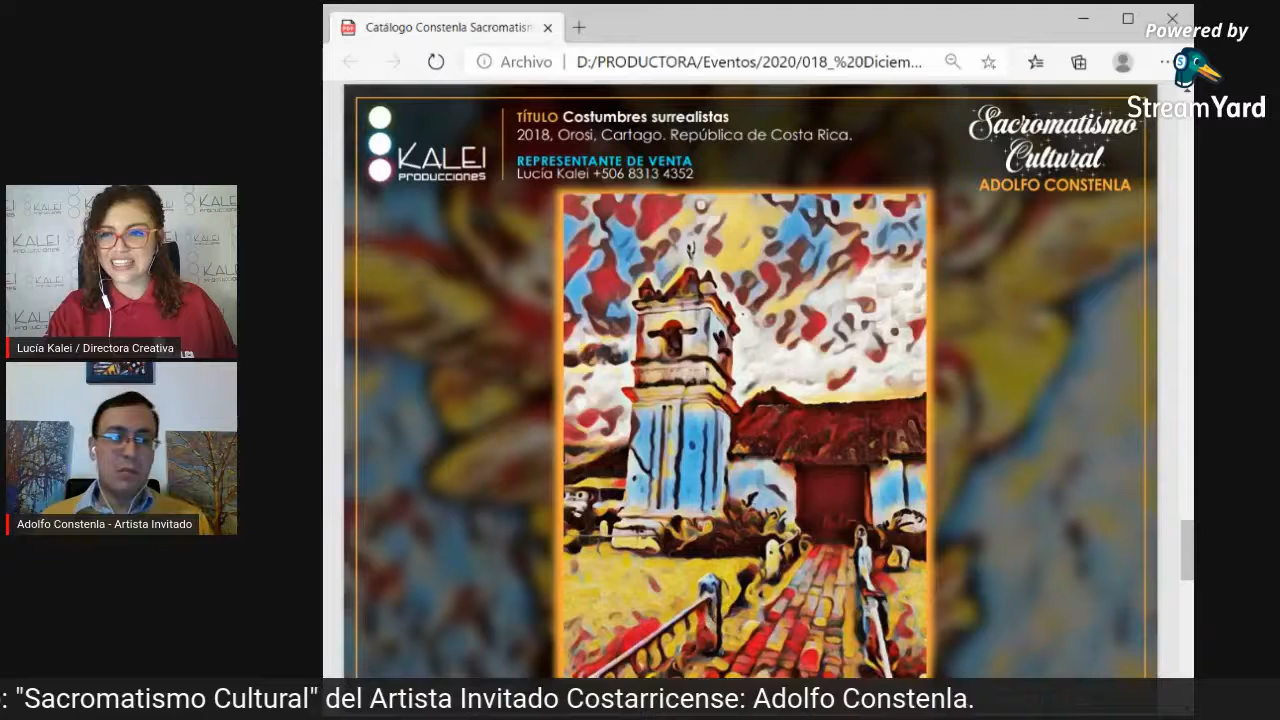 Catálogo Constenla Sacromatism
Archivo
D:/PRODUCTORA/Eventos/2020/018_%20Diciem...
Powered by
StreamYard
KALEI
PRODUCCIONES
TÍTULO Costumbres surrealistas
2018, Orosi, Cartago. República de Costa Rica.
REPRESENTANTE DE VENTA
Lucía Kalei +506 8313 4352
Sacromatismo
Cultural
ADOLFO CONSTENLA
Lucía Kalei / Directora Creativa
Adolfo Constenla - Artista Invitado
: "Sacromatismo Cultural" del Artista Invitado Costarricense: Adolfo Constenla.